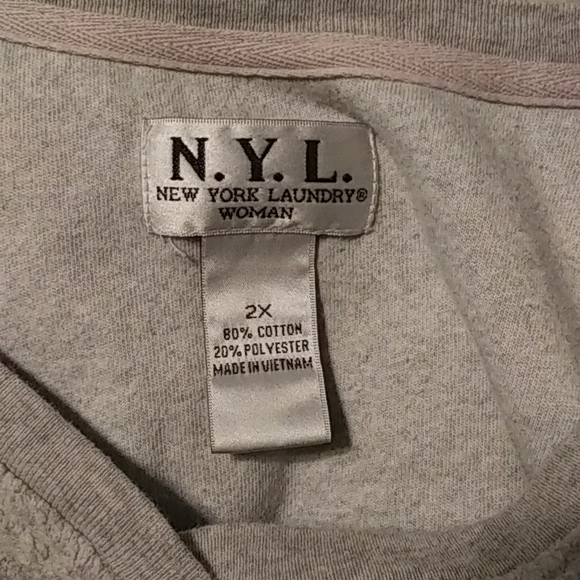 N. Y. L.
NEW YORK LAUNDRY®
WOMAN
2X
80% COTTON
20% POLYESTER
MADE IN VIETNAM